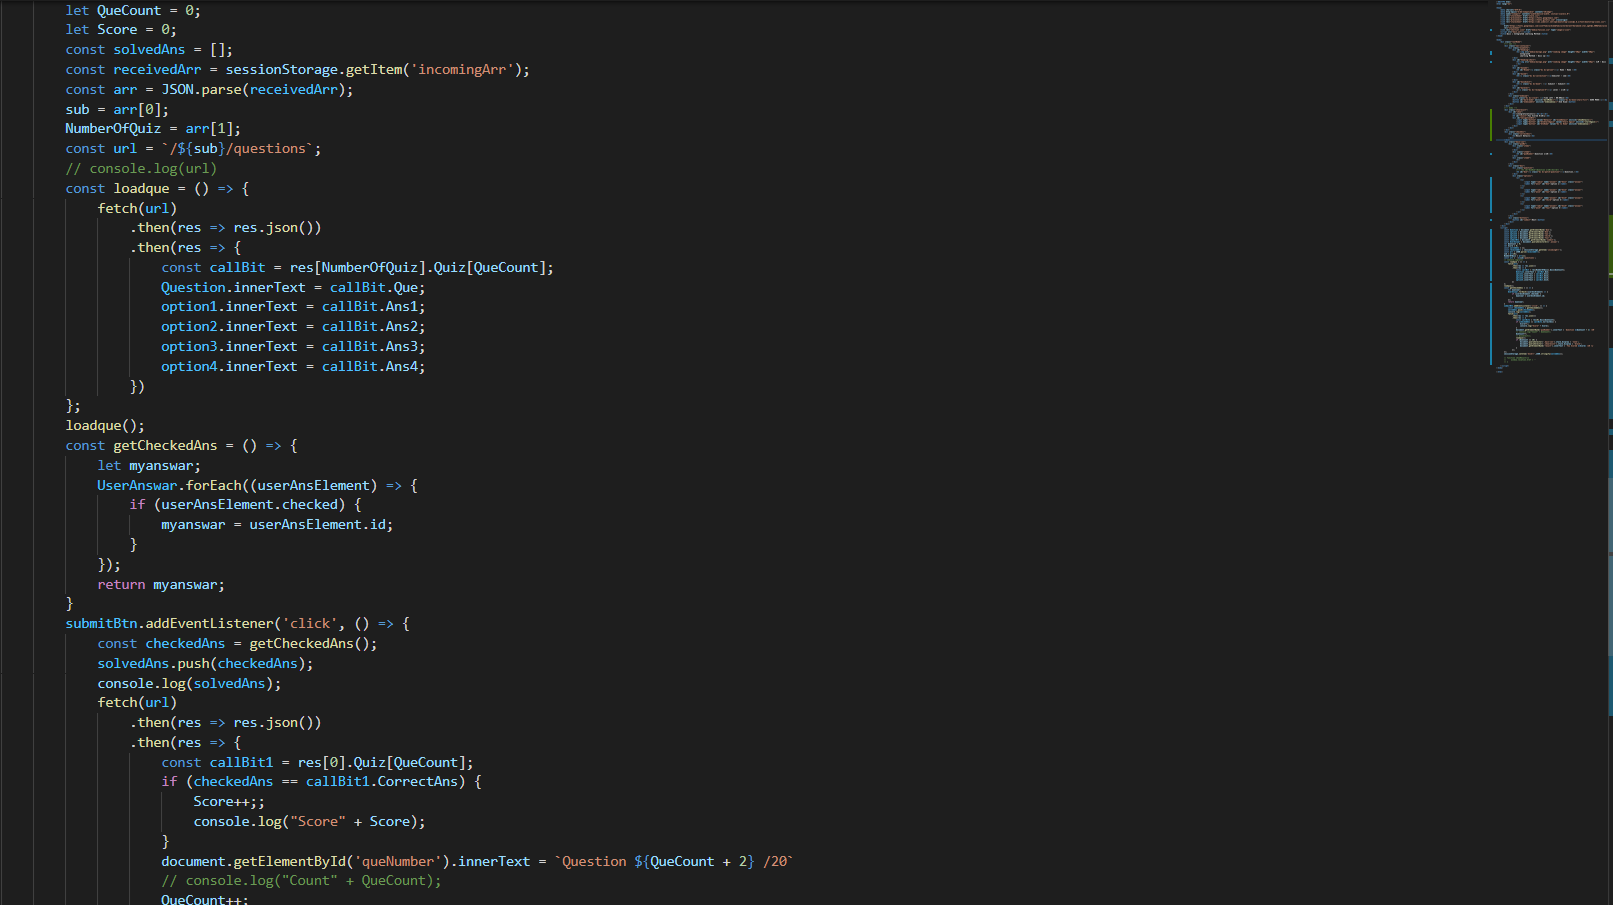 let QueCount = 0;
let Score = 0;
const solvedAns = [];
const receivedArr = sessionStorage.getItem('incomingArr');
const arr = JSON.parse(receivedArr);
sub = arr[0];
NumberOfQuiz = arr[1];
const url = `/${sub}/questions`;
// console.log(url)
const loadque = () => {
    fetch(url)
        .then(res => res.json())
        .then(res => {
            const callBit = res[NumberOfQuiz].Quiz[QueCount];
            Question.innerText = callBit.Que;
            option1.innerText = callBit.Ans1;
            option2.innerText = callBit.Ans2;
            option3.innerText = callBit.Ans3;
            option4.innerText = callBit.Ans4;
        })
};
loadque();
const getCheckedAns = () => {
    let myanswar;
    UserAnswar.forEach((userAnsElement) => {
        if (userAnsElement.checked) {
            myanswar = userAnsElement.id;
        }
    });
    return myanswar;
}
submitBtn.addEventListener('click', () => {
    const checkedAns = getCheckedAns();
    solvedAns.push(checkedAns);
    console.log(solvedAns);
    fetch(url)
        .then(res => res.json())
        .then(res => {
            const callBit1 = res[0].Quiz[QueCount];
            if (checkedAns == callBit1.CorrectAns) {
                Score++;;
                console.log("Score" + Score);
            }
            document.getElementById('queNumber').innerText = `Question ${QueCount + 2} /20`
            // console.log("Count" + QueCount);
            QueCount++;